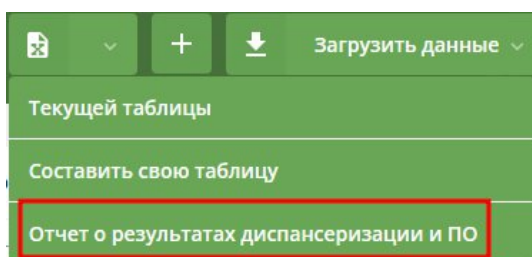 Загрузить данные
Текущей таблицы
Составить свою таблицу
Отчет о результатах диспансеризации и ПО